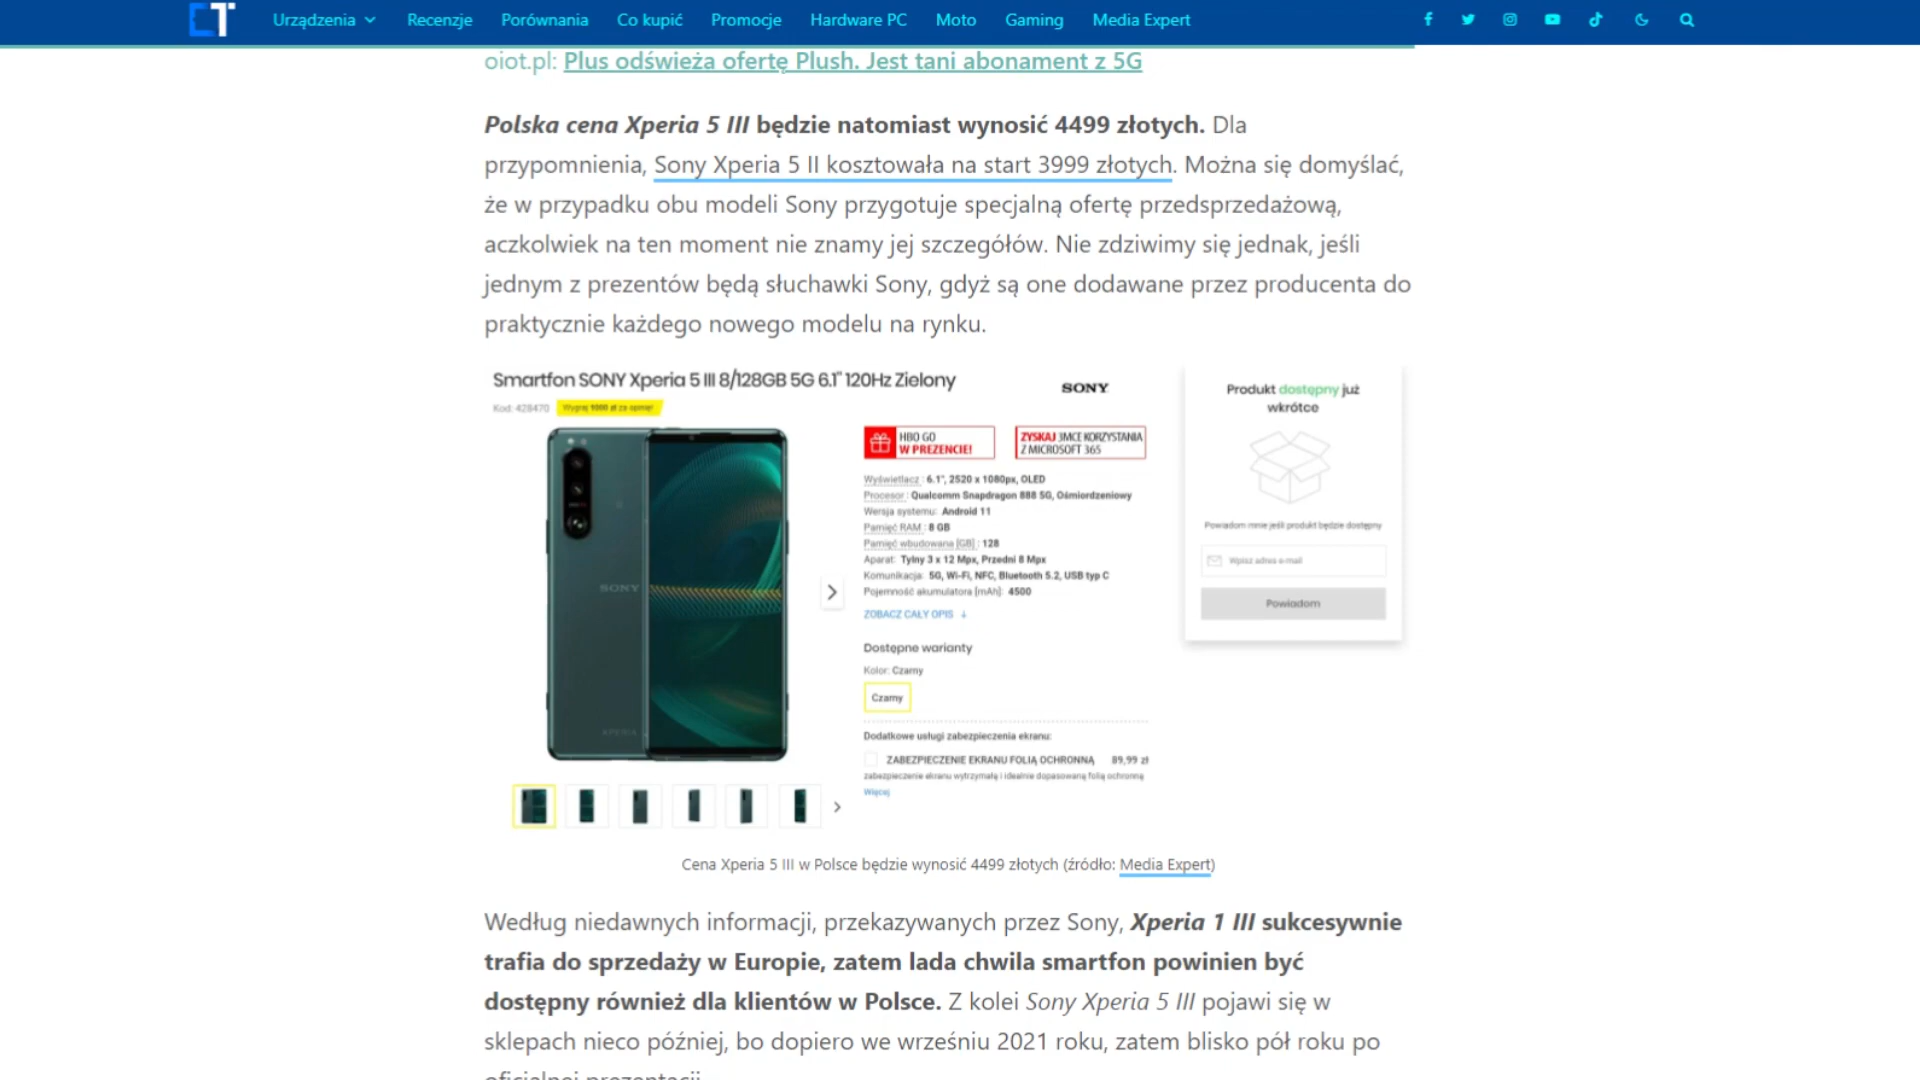 CT
Urządzenia Recenzje Porównania Co kupić Promocje Hardware PC Moto Gaming Media Expert
oiot.pl: Plus odświeża ofertę Plush. Jest tani abonament z 5G
Polska cena Xperia 5 III będzie natomiast wynosić 4499 złotych. Dla
przypomnienia, Sony Xperia 5 II kosztowała na start 3999 złotych. Można się domyślać,
że w przypadku obu modeli Sony przygotuje specjalną ofertę przedsprzedażową,
aczkolwiek na ten moment nie znamy jej szczegółów. Nie zdziwimy się jednak, jeśli
jednym z prezentów będą słuchawki Sony, gdyż są one dodawane przez producenta do
praktycznie każdego nowego modelu na rynku.
Smartfon SONY Xperia 5 III 8/128GB 5G 6.1" 120Hz Zielony
Kod: 428470 Wygraj 1000 zł za opinię!
SONY
HBO GO
W PREZENCIE!
ZYSKAJ 3MCE KORZYSTANIA
Z MICROSOFT 365
Wyświetlacz : 6.1", 2520 x 1080px, OLED
Procesor : Qualcomm Snapdragon 888 5G, Ośmiordzeniowy
Wersja systemu: Android 11
Pamięć RAM : 8 GB
Pamięć wbudowana [GB] : 128
Aparat: Tylny 3 x 12 Mpx, Przedni 8 Mpx
Komunikacja: 5G, Wi-Fi, NFC, Bluetooth 5.2, USB typ C
Pojemność akumulatora [mAh]: 4500
ZOBACZ CAŁY OPIS ↓
Dostępne warianty
Kolor: Czarny
Czarny
Dodatkowe usługi zabezpieczenia ekranu:
ZABEZPIECZENIE EKRANU FOLIĄ OCHRONNĄ 89,99 zł
zabezpieczenie ekranu wytrzymałą i idealnie dopasowaną folią ochronną
Więcej
Produkt dostępny już
wkrótce
Powiadom mnie jeśli produkt będzie dostępny
Wpisz adres e-mail
Powiadom
SONY
XPERIA
Cena Xperia 5 III w Polsce będzie wynosić 4499 złotych (źródło: Media Expert)
Według niedawnych informacji, przekazywanych przez Sony, Xperia 1 III sukcesywnie
trafia do sprzedaży w Europie, zatem lada chwila smartfon powinien być
dostępny również dla klientów w Polsce. Z kolei Sony Xperia 5 III pojawi się w
sklepach nieco później, bo dopiero we wrześniu 2021 roku, zatem blisko pół roku po
oficjalnej prezentacji.